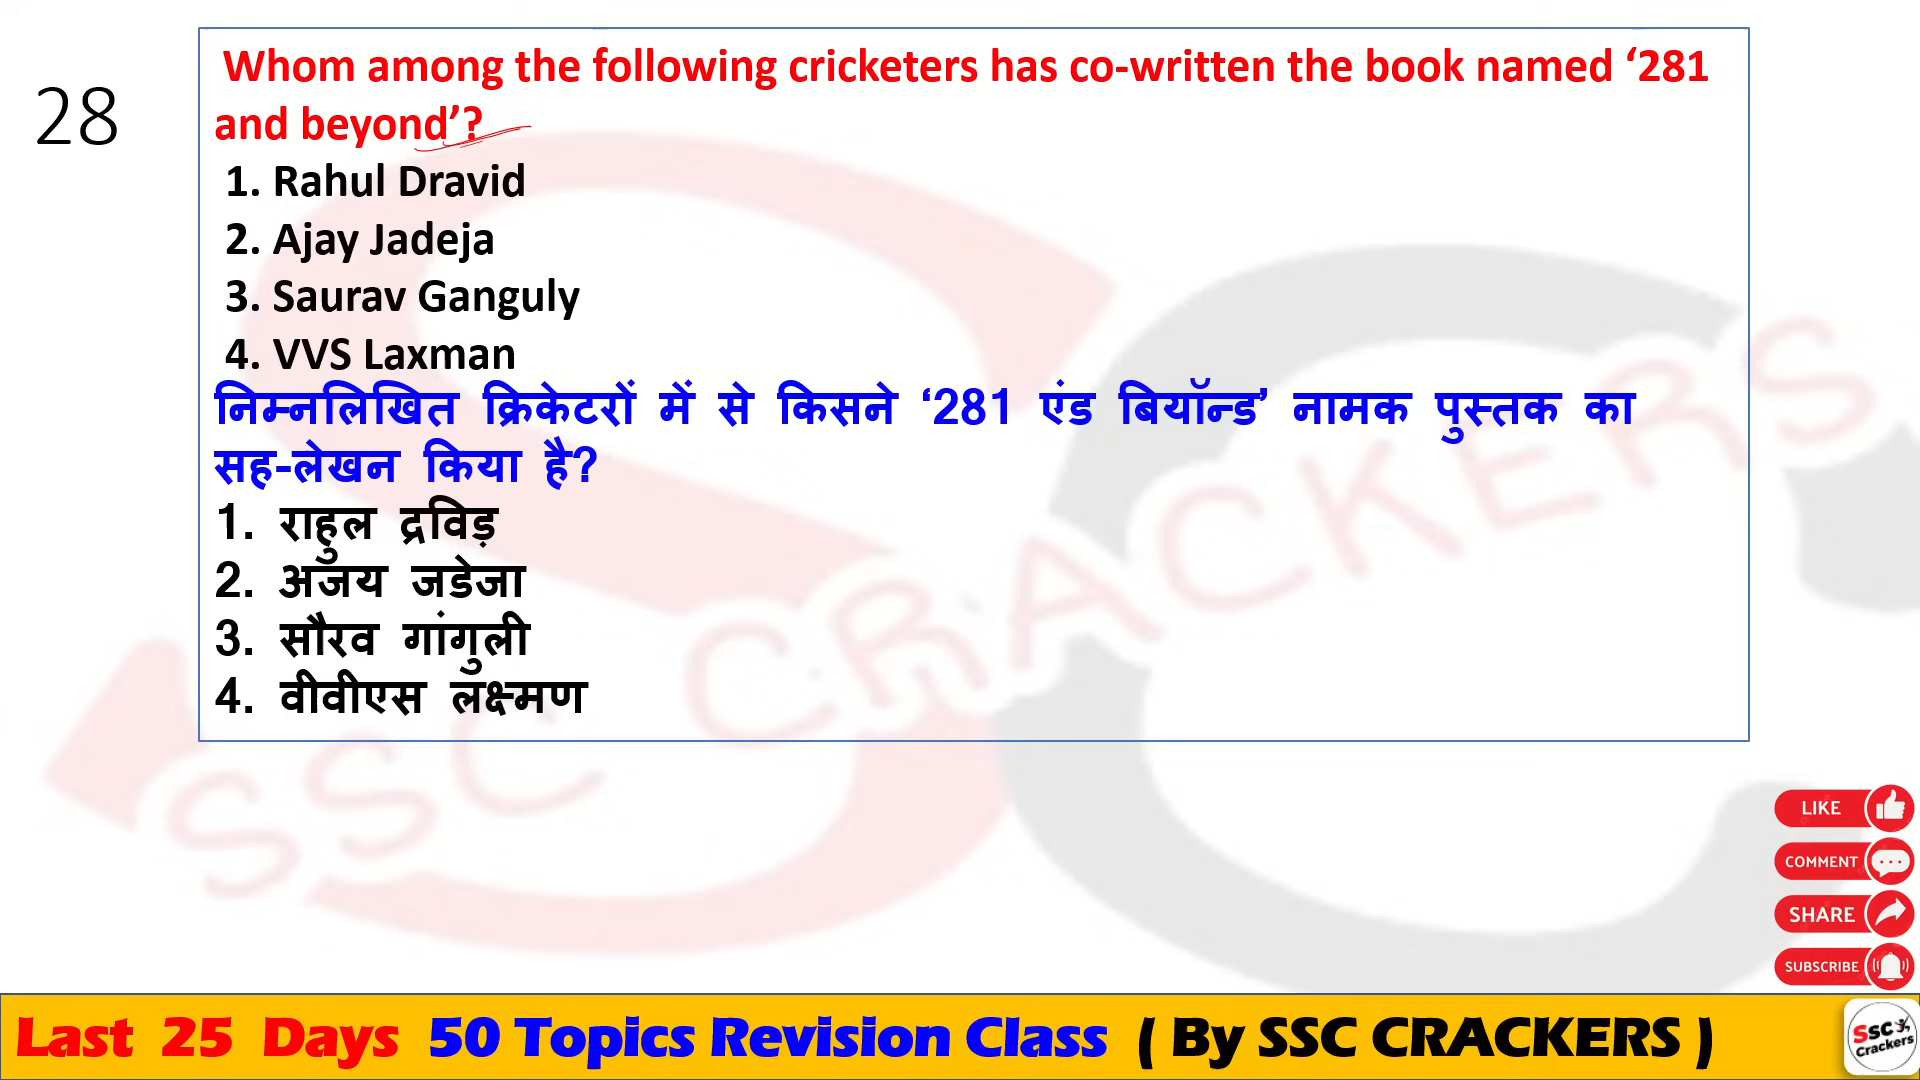 28
Whom among the following cricketers has co-written the book named ‘281
and beyond’?
1. Rahul Dravid
2. Ajay Jadeja
3. Saurav Ganguly
4. VVS Laxman
निम्नलिखित क्रिकेटरों में से किसने ‘281 एंड बियॉन्ड’ नामक पुस्तक का
सह-लेखन किया है?
1. राहुल द्रविड़
2. अजय जडेजा
3. सौरव गांगुली
4. वीवीएस लक्ष्मण
SSC CRACKERS
LIKE
COMMENT
SHARE
SUBSCRIBE
Last 25 Days 50 Topics Revision Class ( By SSC CRACKERS )
SSC
Crackers